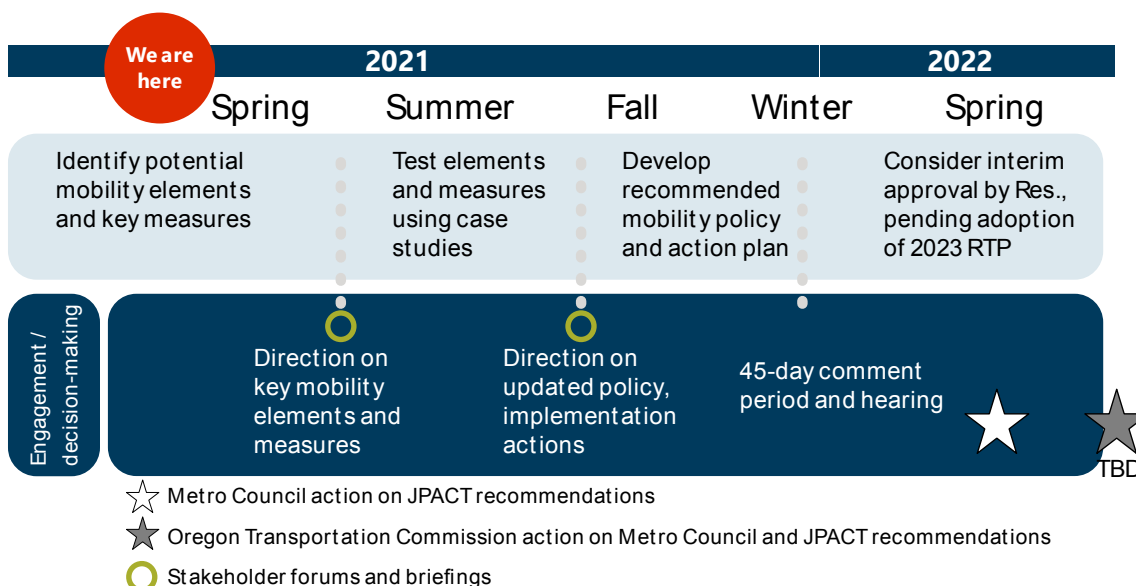 We are
here
2021
2022
Spring
Summer
Fall
Winter
Spring
Identify potential
mobility elements
and key measures
Test elements
and measures
using case
studies
Develop
recommended
mobility policy
and action plan
Consider interim
approval by Res.,
pending adoption
of 2023 RTP
Engagement /
decision-making
Direction on
key mobility
elements and
measures
Direction on
updated policy,
implementation
actions
45-day comment
period and hearing
TBD
Metro Council action on JPACT recommendations
Oregon Transportation Commission action on Metro Council and JPACT recommendations
Stakeholder forums and briefings